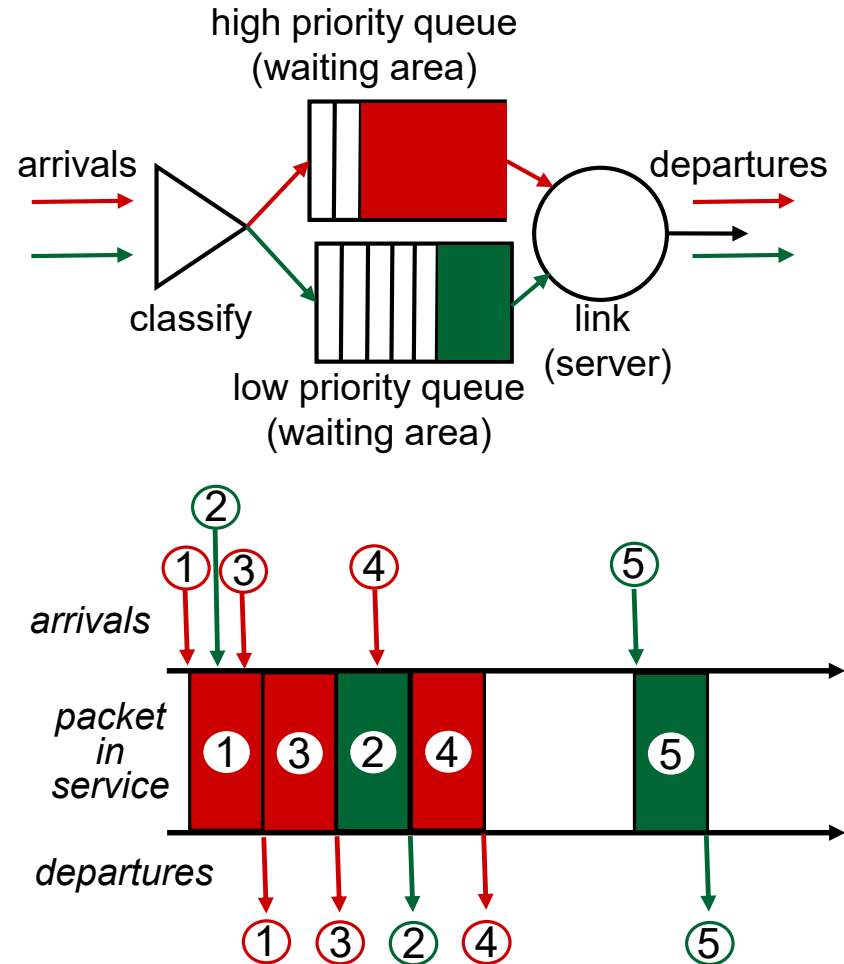 high priority queue
(waiting area)
arrivals
departures
classify
link
(server)
low priority queue
(waiting area)
2
1
3
4
5
arrivals
packet
in
service
1
3
2
4
5
departures
1
3
2
4
5